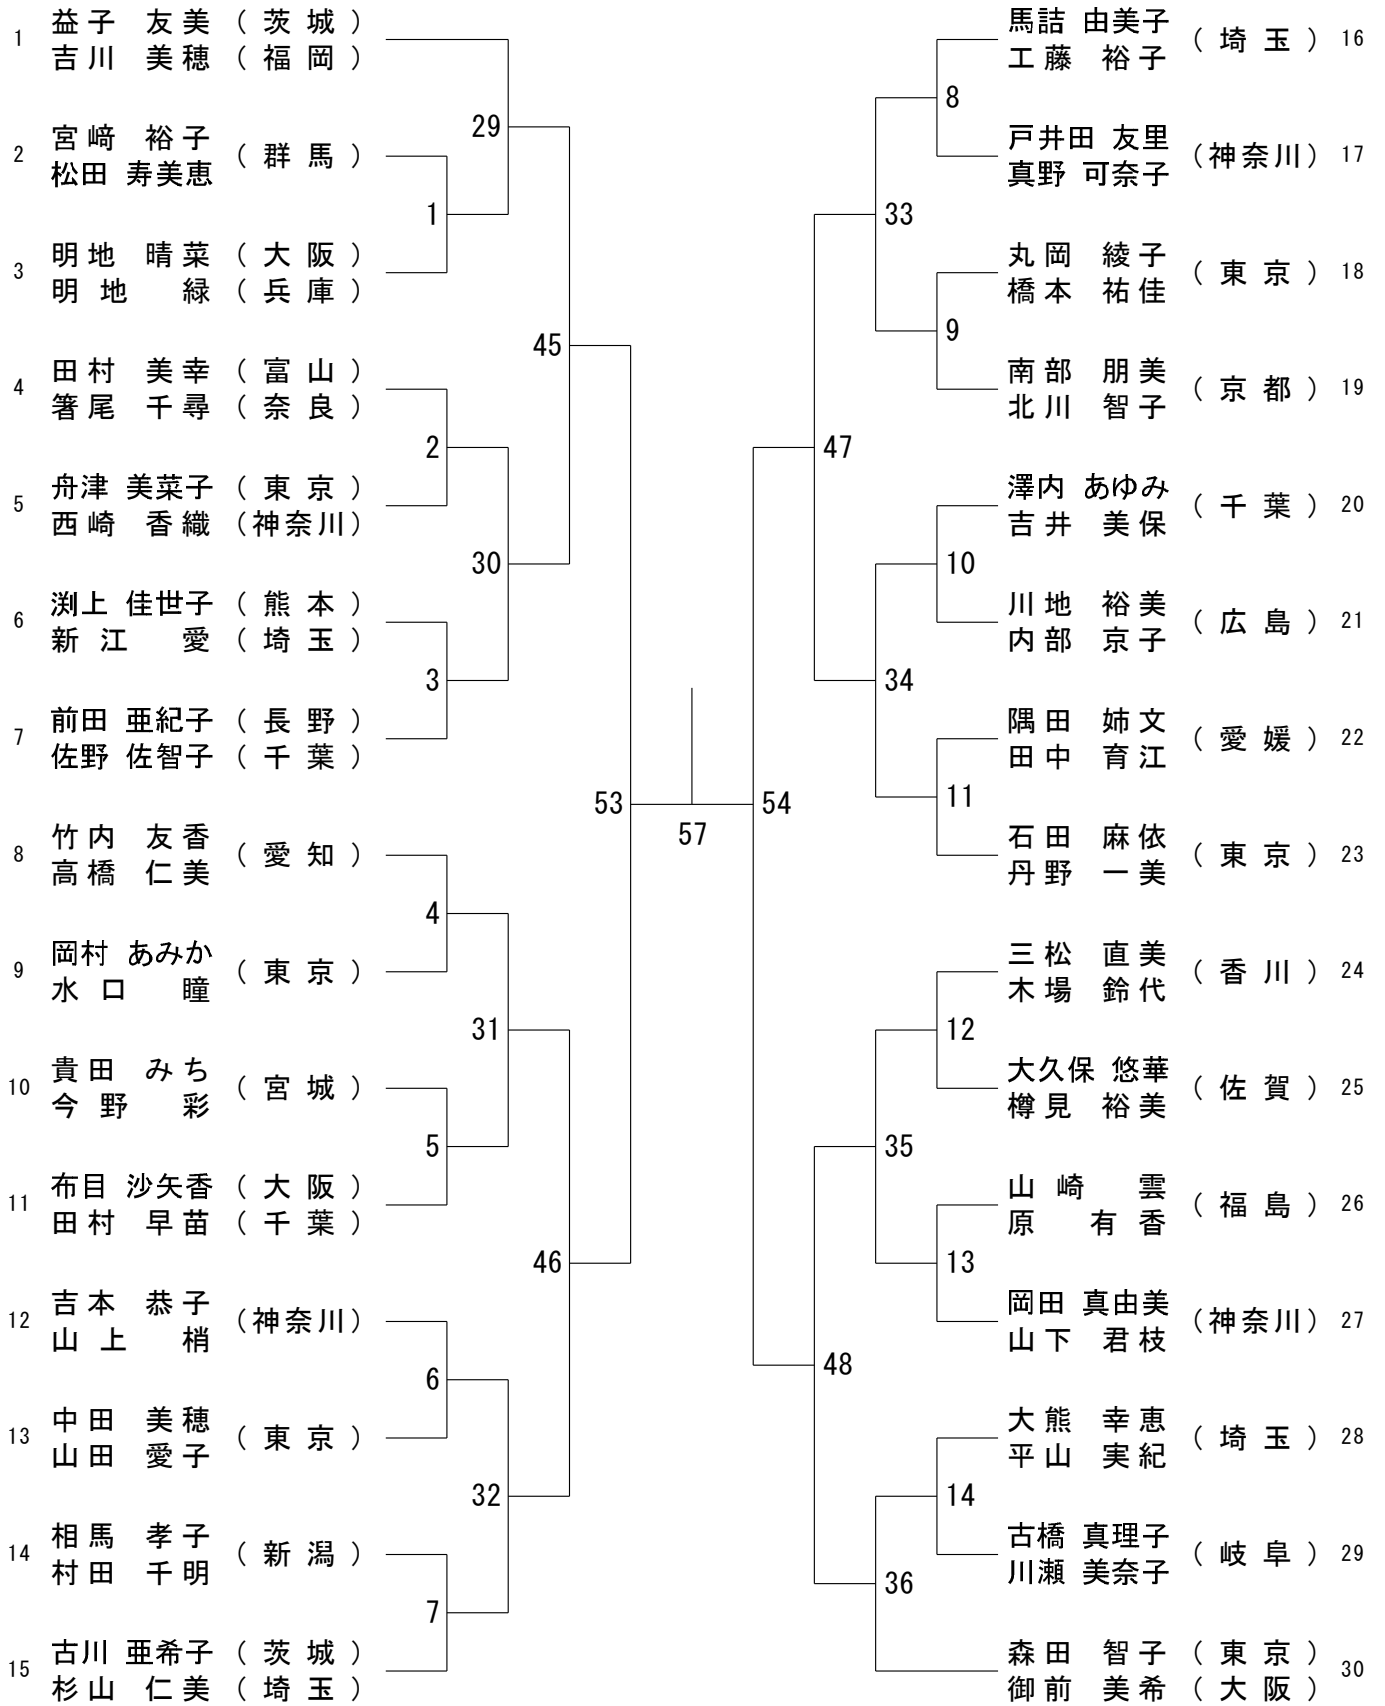 1 益子 友美 (茨城)
吉川 美穂 (福岡)
2 宮﨑 裕子 (群馬)
松田 寿美恵
3 明地 晴菜 (大阪)
明地 緑 (兵庫)
4 田村 美幸 (富山)
箸尾 千尋 (奈良)
5 舟津 美菜子 (東京)
西崎 香織 (神奈川)
6 渕上 佳世子 (熊本)
新江 愛 (埼玉)
7 前田 亜紀子 (長野)
佐野 佐智子 (千葉)
8 竹内 友香 (愛知)
高橋 仁美
9 岡村 あみか (東京)
水口 瞳
10 貴田 みち (宮城)
今野 彩
11 布目 沙矢香 (大阪)
田村 早苗 (千葉)
12 吉本 恭子 (神奈川)
山上 梢
13 中田 美穂 (東京)
山田 愛子
14 相馬 孝子 (新潟)
村田 千明
15 古川 亜希子 (茨城)
杉山 仁美 (埼玉)
29
1
45
2
30
3
53
4
31
5
46
6
32
7
57
8
33
9
47
10
34
11
54
12
35
13
48
14
36
馬詰 由美子 (埼玉) 16
工藤 裕子
戸井田 友里 (神奈川) 17
真野 可奈子
丸岡 綾子 (東京) 18
橋本 祐佳
南部 朋美 (京都) 19
北川 智子
澤内 あゆみ (千葉) 20
吉井 美保
川地 裕美 (広島) 21
内部 京子
隅田 姉文 (愛媛) 22
田中 育江
石田 麻依 (東京) 23
丹野 一美
三松 直美 (香川) 24
木場 鈴代
大久保 悠華 (佐賀) 25
樽見 裕美
山崎 雲 (福島) 26
原 有香
岡田 真由美 (神奈川) 27
山下 君枝
大熊 幸恵 (埼玉) 28
平山 実紀
古橋 真理子 (岐阜) 29
川瀬 美奈子
森田 智子 (東京) 30
御前 美希 (大阪)